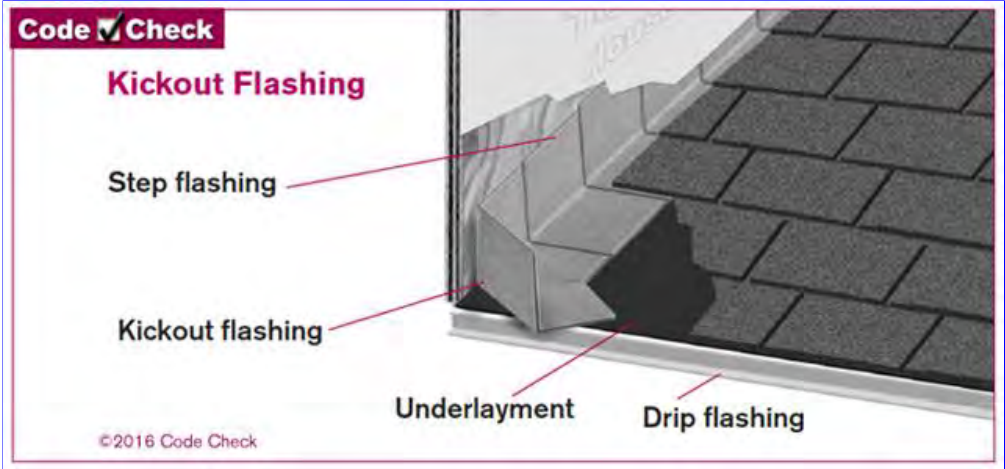 Code Check
Kickout Flashing
Step flashing
Kickout flashing
Underlayment
Drip flashing
©2016 Code Check